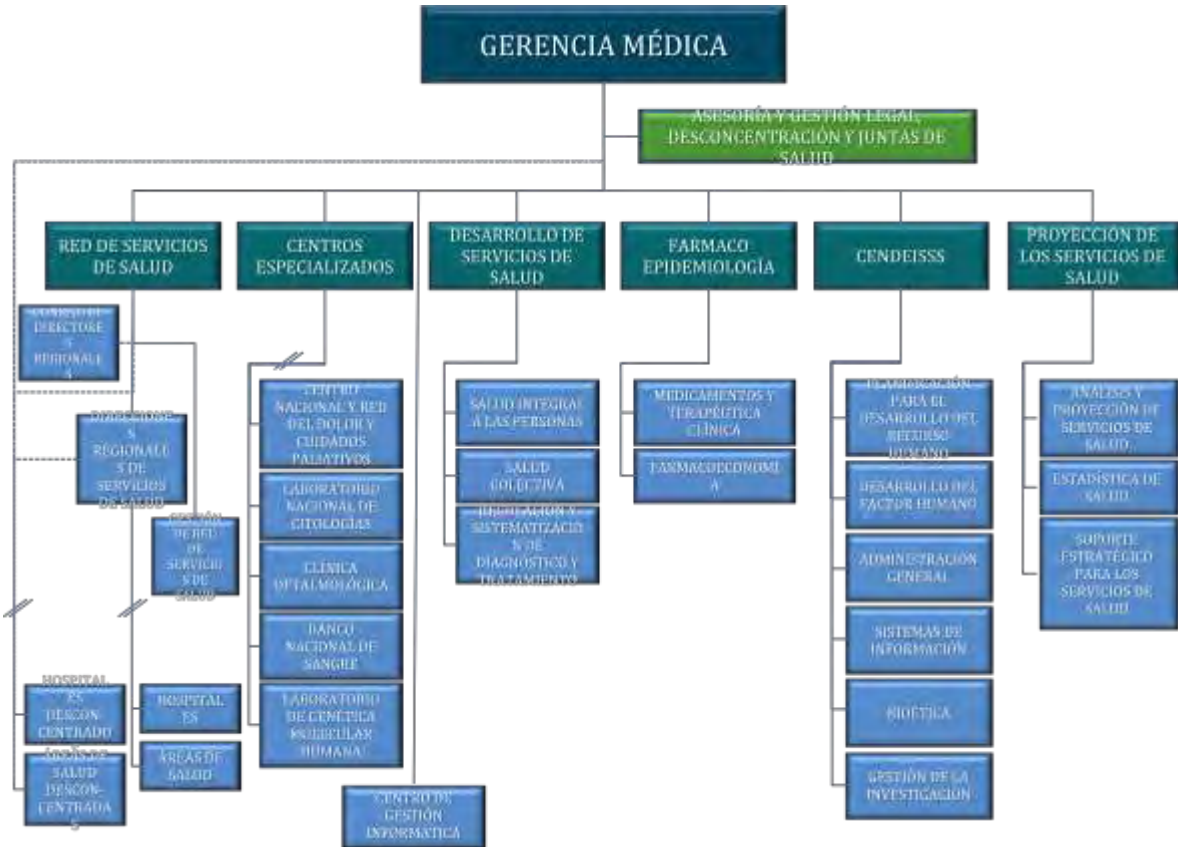 GERENCIA MÉDICA
ASESORÍA Y GESTIÓN LEGAL,
DESCONCENTRACIÓN Y JUNTAS DE
SALUD
RED DE SERVICIOS
DE SALUD
CENTROS
ESPECIALIZADOS
DESARROLLO DE
SERVICIOS DE
SALUD
FARMACO
EPIDEMIOLOGÍA
CENDEISSS
PROYECCIÓN DE
LOS SERVICIOS DE
SALUD
DIRECTORE
S
REGIONALE
S
DIRECCIONE
S
REGIONALE
S DE
SERVICIOS
DE SALUD
GESTIÓN
DE RED
DE
SERVICIO
S DE
SALUD
HOSPITAL
ES
DESCON-
CENTRADO
ÁREAS DE
SALUD
DESCON-
CENTRADA
S
HOSPITAL
ES
ÁREAS DE
SALUD
CENTRO
NACIONAL Y RED
DEL DOLOR Y
CUIDADOS
PALIATIVOS
LABORATORIO
NACIONAL DE
CITOLOGÍAS
CLÍNICA
OFTALMOLÓGICA
BANCO
NACIONAL DE
SANGRE
LABORATORIO
DE GENÉTICA
MOLECULAR
HUMANA
CENTRO DE
GESTIÓN
INFORMÁTICA
SALUD INTEGRAL
A LAS PERSONAS
SALUD
COLECTIVA
REGULACIÓN Y
SISTEMATIZACIÓ
N DE
DIAGNÓSTICO Y
TRATAMIENTO
MEDICAMENTOS Y
TERAPÉUTICA
CLÍNICA
FARMACOECONOMÍ
A
PLANIFICACIÓN
PARA EL
DESARROLLO DEL
RECURSO
HUMANO
DESARROLLO DEL
FACTOR HUMANO
ADMINISTRACIÓN
GENERAL
SISTEMAS DE
INFORMACIÓN
BIOÉTICA
GESTIÓN DE LA
INVESTIGACIÓN
ANÁLISIS Y
PROYECCIÓN DE
SERVICIOS DE
SALUD
ESTADÍSTICA DE
SALUD
SOPORTE
ESTRATÉGICO
PARA LOS
SERVICIOS DE
SALUD